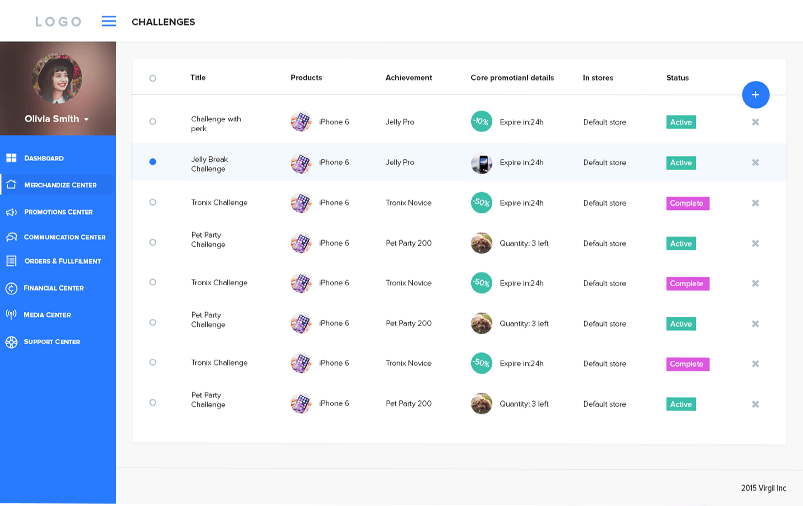 LOGO
CHALLENGES
Olivia Smith
DASHBOARD
MERCHANDIZE CENTER
PROMOTIONS CENTER
COMMUNICATION CENTER
ORDERS & FULLFILMENT
FINANCIAL CENTER
MEDIA CENTER
SUPPORT CENTER
Title Products Achievement Core promotianl details In stores Status
+
Challenge with
perk
iPhone 6 Jelly Pro -10% Expire in:24h Default store Active
Jelly Break
Challenge
iPhone 6 Jelly Pro Expire in:24h Default store Active
Tronix Challenge iPhone 6 Tronix Novice -50% Expire in:24h Default store Complete
Pet Party
Challenge
iPhone 6 Pet Party 200 Quantity: 3 left Default store Active
Tronix Challenge iPhone 6 Tronix Novice -50% Expire in:24h Default store Complete
Pet Party
Challenge
iPhone 6 Pet Party 200 Quantity: 3 left Default store Active
Tronix Challenge iPhone 6 Tronix Novice -50% Expire in:24h Default store Complete
Pet Party
Challenge
iPhone 6 Pet Party 200 Quantity: 3 left Default store Active
2015 Virgil Inc